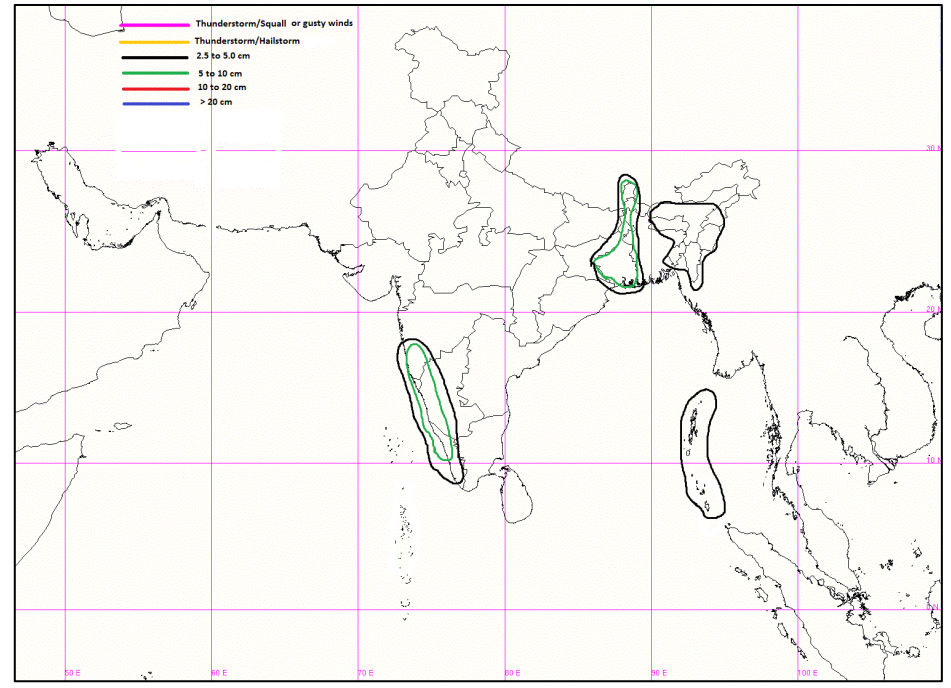 Thunderstorm/Squall or gusty winds
Thunderstorm/Hailstorm
2.5 to 5.0 cm
5 to 10 cm
10 to 20 cm
> 20 cm
30 N
20 N
10 N
50 E
60 E
70 E
80 E
90 E
100 E